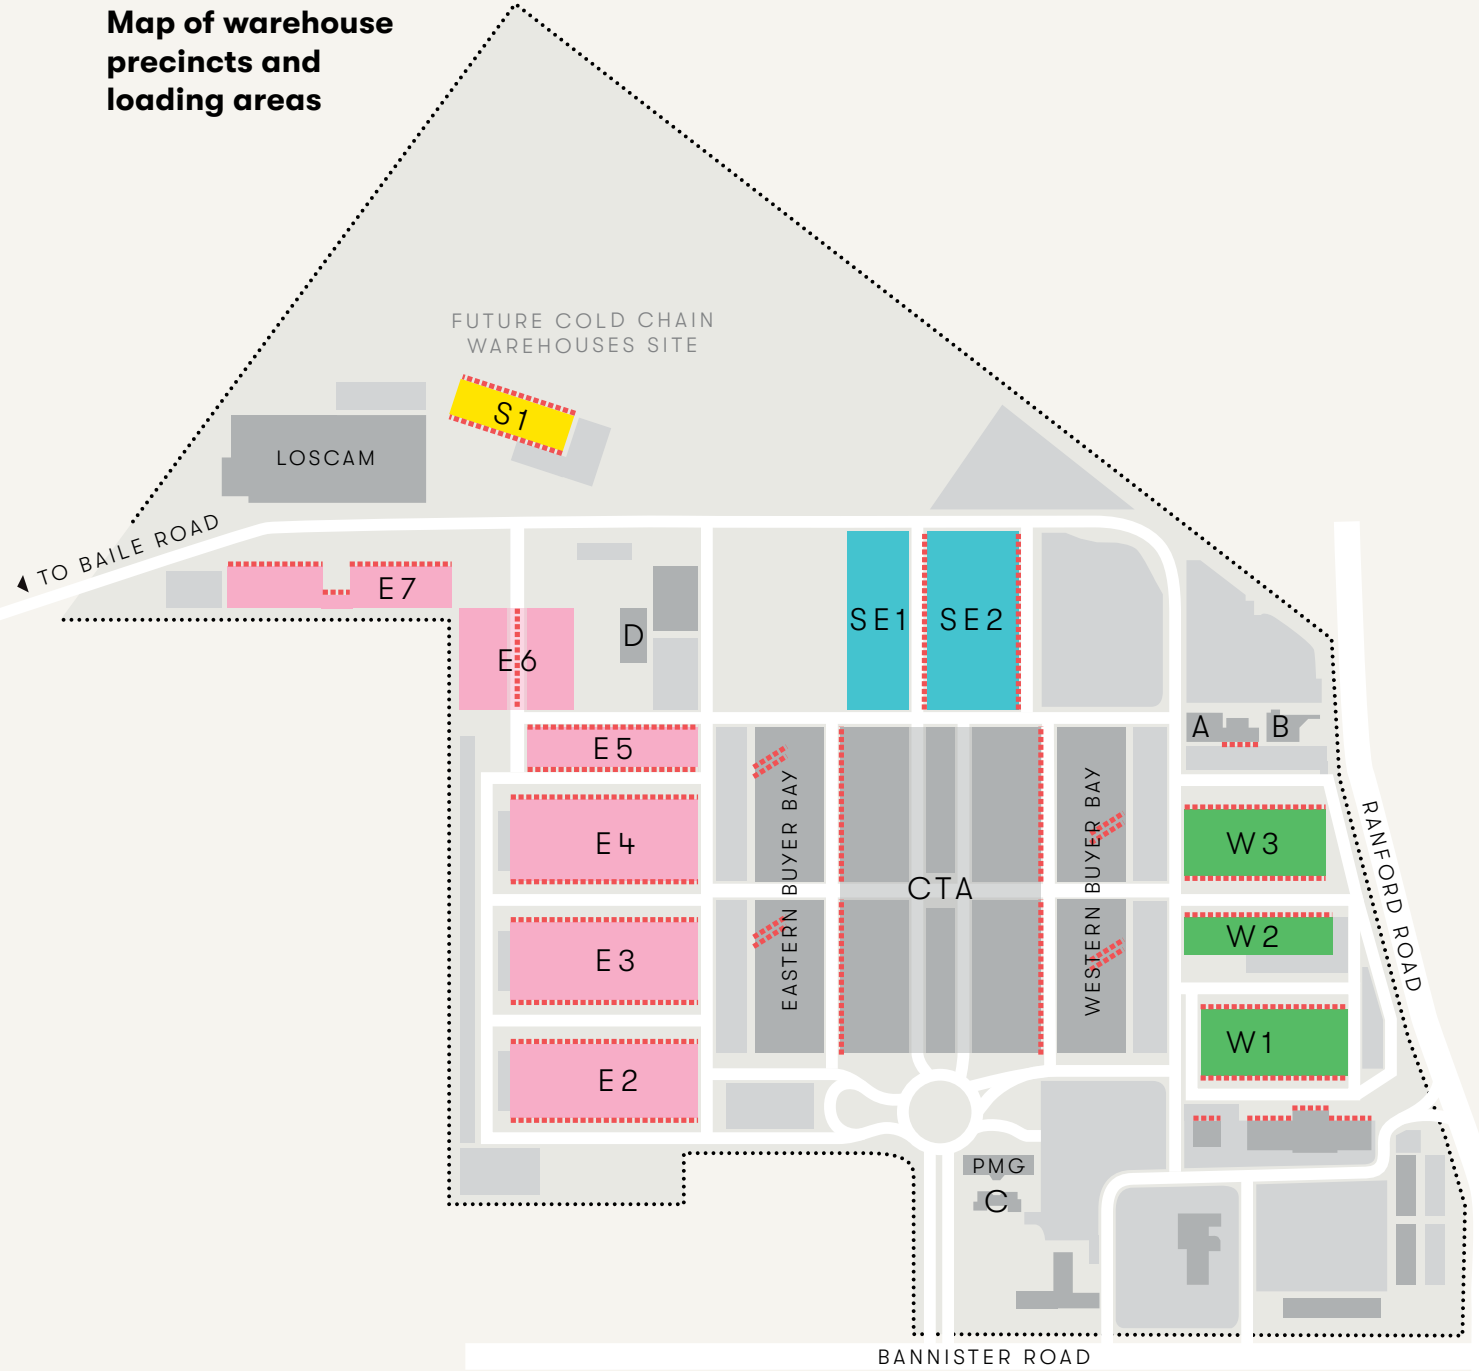 Map of warehouse
precincts and
loading areas
FUTURE COLD CHAIN
WAREHOUSES SITE
S1
LOSCAM
TO BAILE ROAD
E7
E6
D
SE1
SE2
A
B
E5
E4
E3
E2
EASTERN BUYER BAY
CTA
WESTERN BUYER BAY
W3
W2
W1
RANFORD ROAD
PMG
C
BANNISTER ROAD